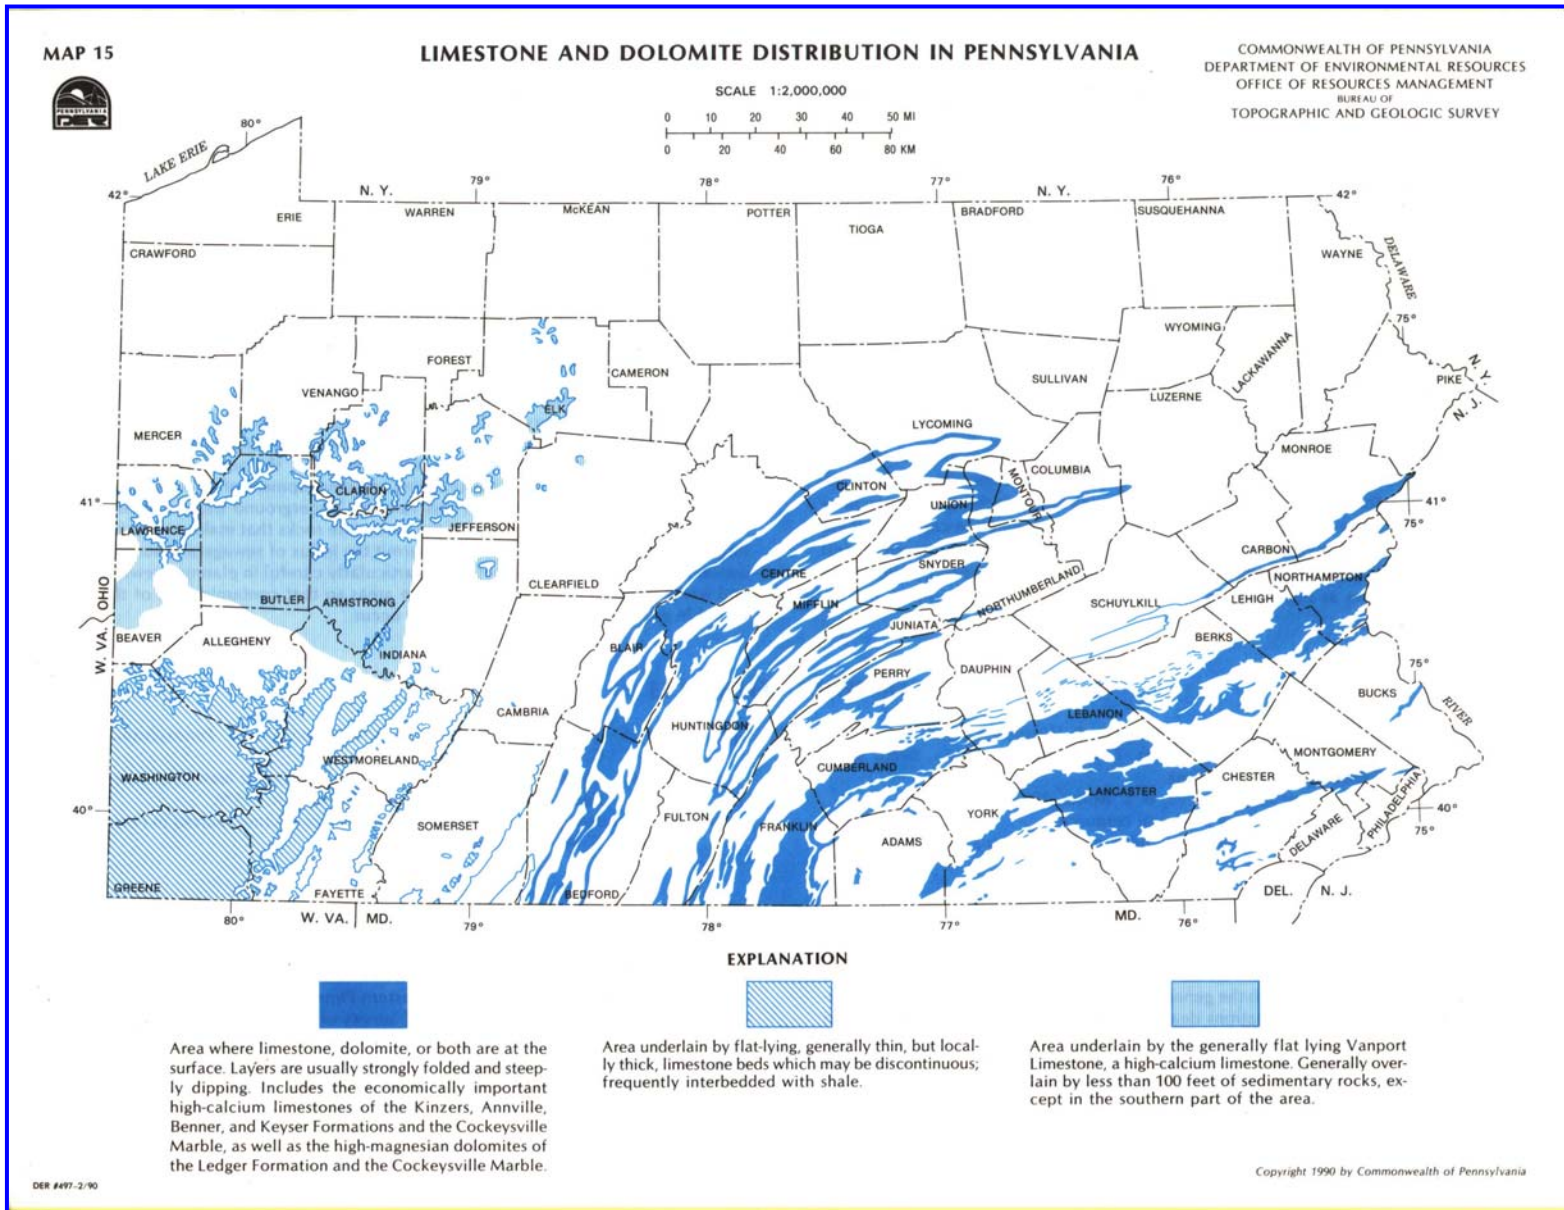 MAP 15
PENNSYLVANIA
DER
LIMESTONE AND DOLOMITE DISTRIBUTION IN PENNSYLVANIA
COMMONWEALTH OF PENNSYLVANIA
DEPARTMENT OF ENVIRONMENTAL RESOURCES
OFFICE OF RESOURCES MANAGEMENT
BUREAU OF
TOPOGRAPHIC AND GEOLOGIC SURVEY
SCALE 1:2,000,000
0 10 20 30 40 50 MI
0 20 40 60 80 KM
LAKE ERIE
80°
42°
N. Y.
79°
78°
77°
N. Y.
76°
42°
ERIE
WARREN
McKEAN
POTTER
TIOGA
BRADFORD
SUSQUEHANNA
WAYNE
DELAWARE
CRAWFORD
75°
WYOMING
LACKAWANNA
FOREST
CAMERON
SULLIVAN
PIKE
N. Y.
N. J.
VENANGO
ELK
LUZERNE
MERCER
LYCOMING
MONROE
COLUMBIA
MONTOUR
CLARION
CLINTON
UNION
41°
41°
75°
LAWRENCE
JEFFERSON
CARBON
CENTRE
SNYDER
NORTHAMPTON
CLEARFIELD
OHIO
W. VA.
BUTLER
ARMSTRONG
MIFFLIN
NORTHUMBERLAND
SCHUYLKILL
LEHIGH
BEAVER
ALLEGHENY
JUNIATA
BERKS
INDIANA
BLAIR
PERRY
DAUPHIN
75°
BUCKS
RIVER
CAMBRIA
HUNTINGDON
LEBANON
WESTMORELAND
WASHINGTON
CUMBERLAND
MONTGOMERY
CHESTER
LANCASTER
40°
40°
75°
SOMERSET
FULTON
FRANKLIN
YORK
ADAMS
DELAWARE
PHILADELPHIA
GREENE
FAYETTE
BEDFORD
DEL.
N. J.
80°
W. VA.
MD.
79°
78°
77°
MD.
76°
EXPLANATION
Area where limestone, dolomite, or both are at the
surface. Layers are usually strongly folded and steep-
ly dipping. Includes the economically important
high-calcium limestones of the Kinzers, Annville,
Benner, and Keyser Formations and the Cockeysville
Marble, as well as the high-magnesian dolomites of
the Ledger Formation and the Cockeysville Marble.
Area underlain by flat-lying, generally thin, but local-
ly thick, limestone beds which may be discontinuous;
frequently interbedded with shale.
Area underlain by the generally flat lying Vanport
Limestone, a high-calcium limestone. Generally over-
lain by less than 100 feet of sedimentary rocks, ex-
cept in the southern part of the area.
DER #497-2/90
Copyright 1990 by Commonwealth of Pennsylvania